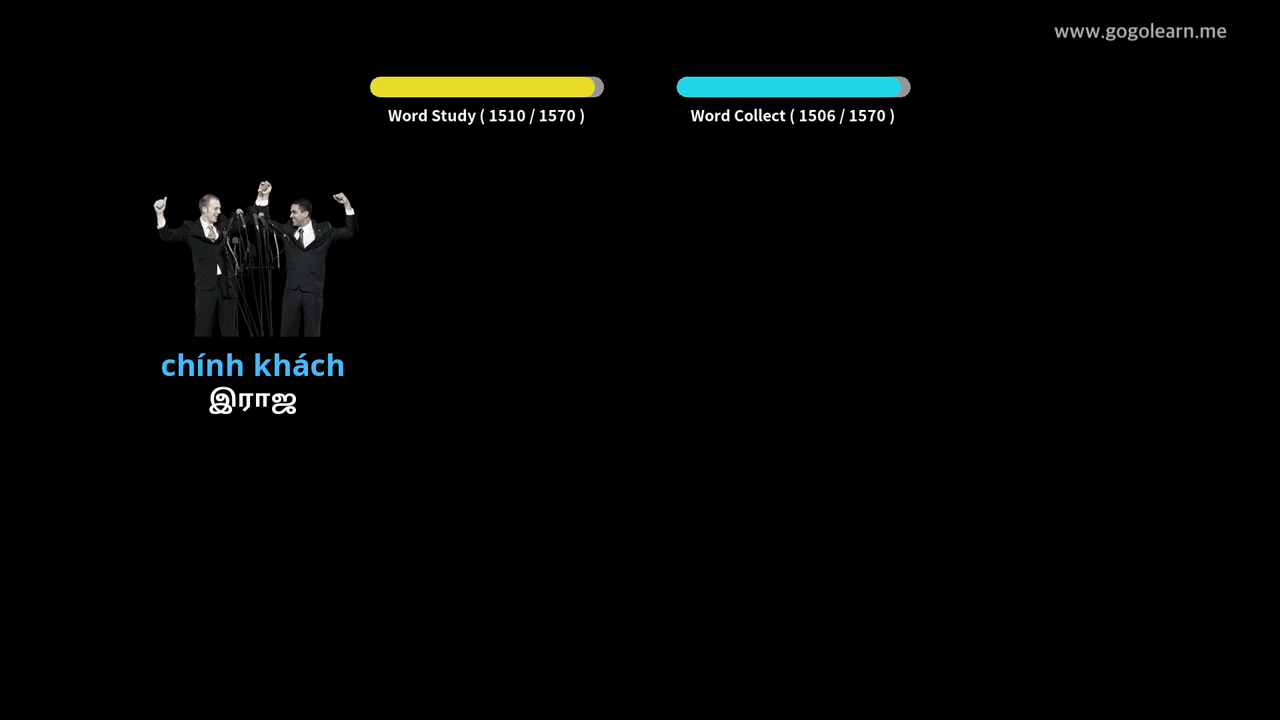 www.gogolearn.me
Word Study ( 1510 / 1570 )
Word Collect ( 1506 / 1570 )
chính khách
இராஜ